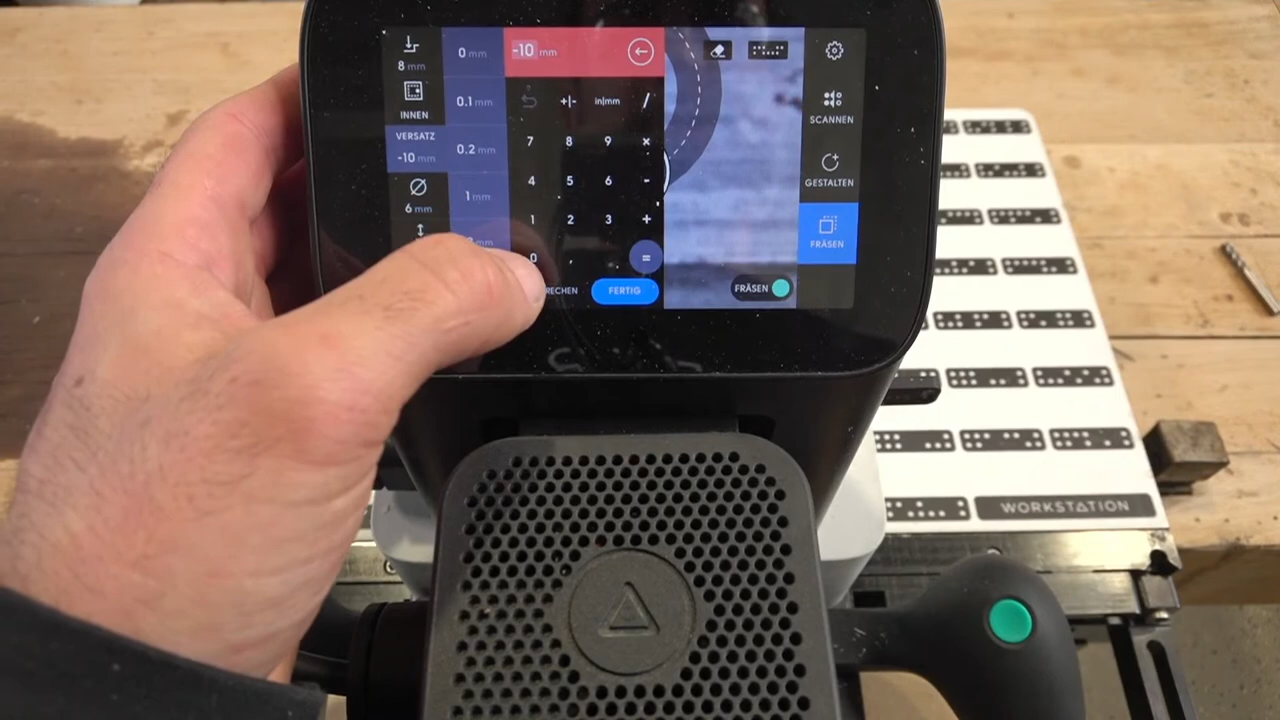 8 mm
INNEN
VERSATZ
-10 mm
6 mm
0 mm
0.1 mm
0.2 mm
1 mm
mm
-10 mm
+|- in|mm /
7 8 9 ×
4 5 6 -
1 2 3 +
0 , . =
FERTIG
FRÄSEN
SCANNEN
GESTALTEN
FRÄSEN
WORKSTATION